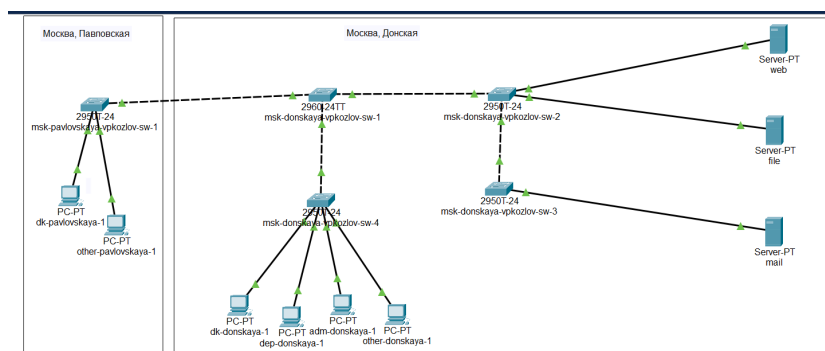 Москва, Павловская
Москва, Донская
Server-PT
web
2950T-24
msk-pavlovskaya-vpkozlov-sw-1
2960-24TT
msk-donskaya-vpkozlov-sw-1
2950T-24
msk-donskaya-vpkozlov-sw-2
Server-PT
file
2950T-24
msk-donskaya-vpkozlov-sw-3
2950T-24
msk-donskaya-vpkozlov-sw-4
PC-PT
dk-pavlovskaya-1
PC-PT
other-pavlovskaya-1
Server-PT
mail
PC-PT
dk-donskaya-1
PC-PT
dep-donskaya-1
PC-PT
adm-donskaya-1
PC-PT
other-donskaya-1